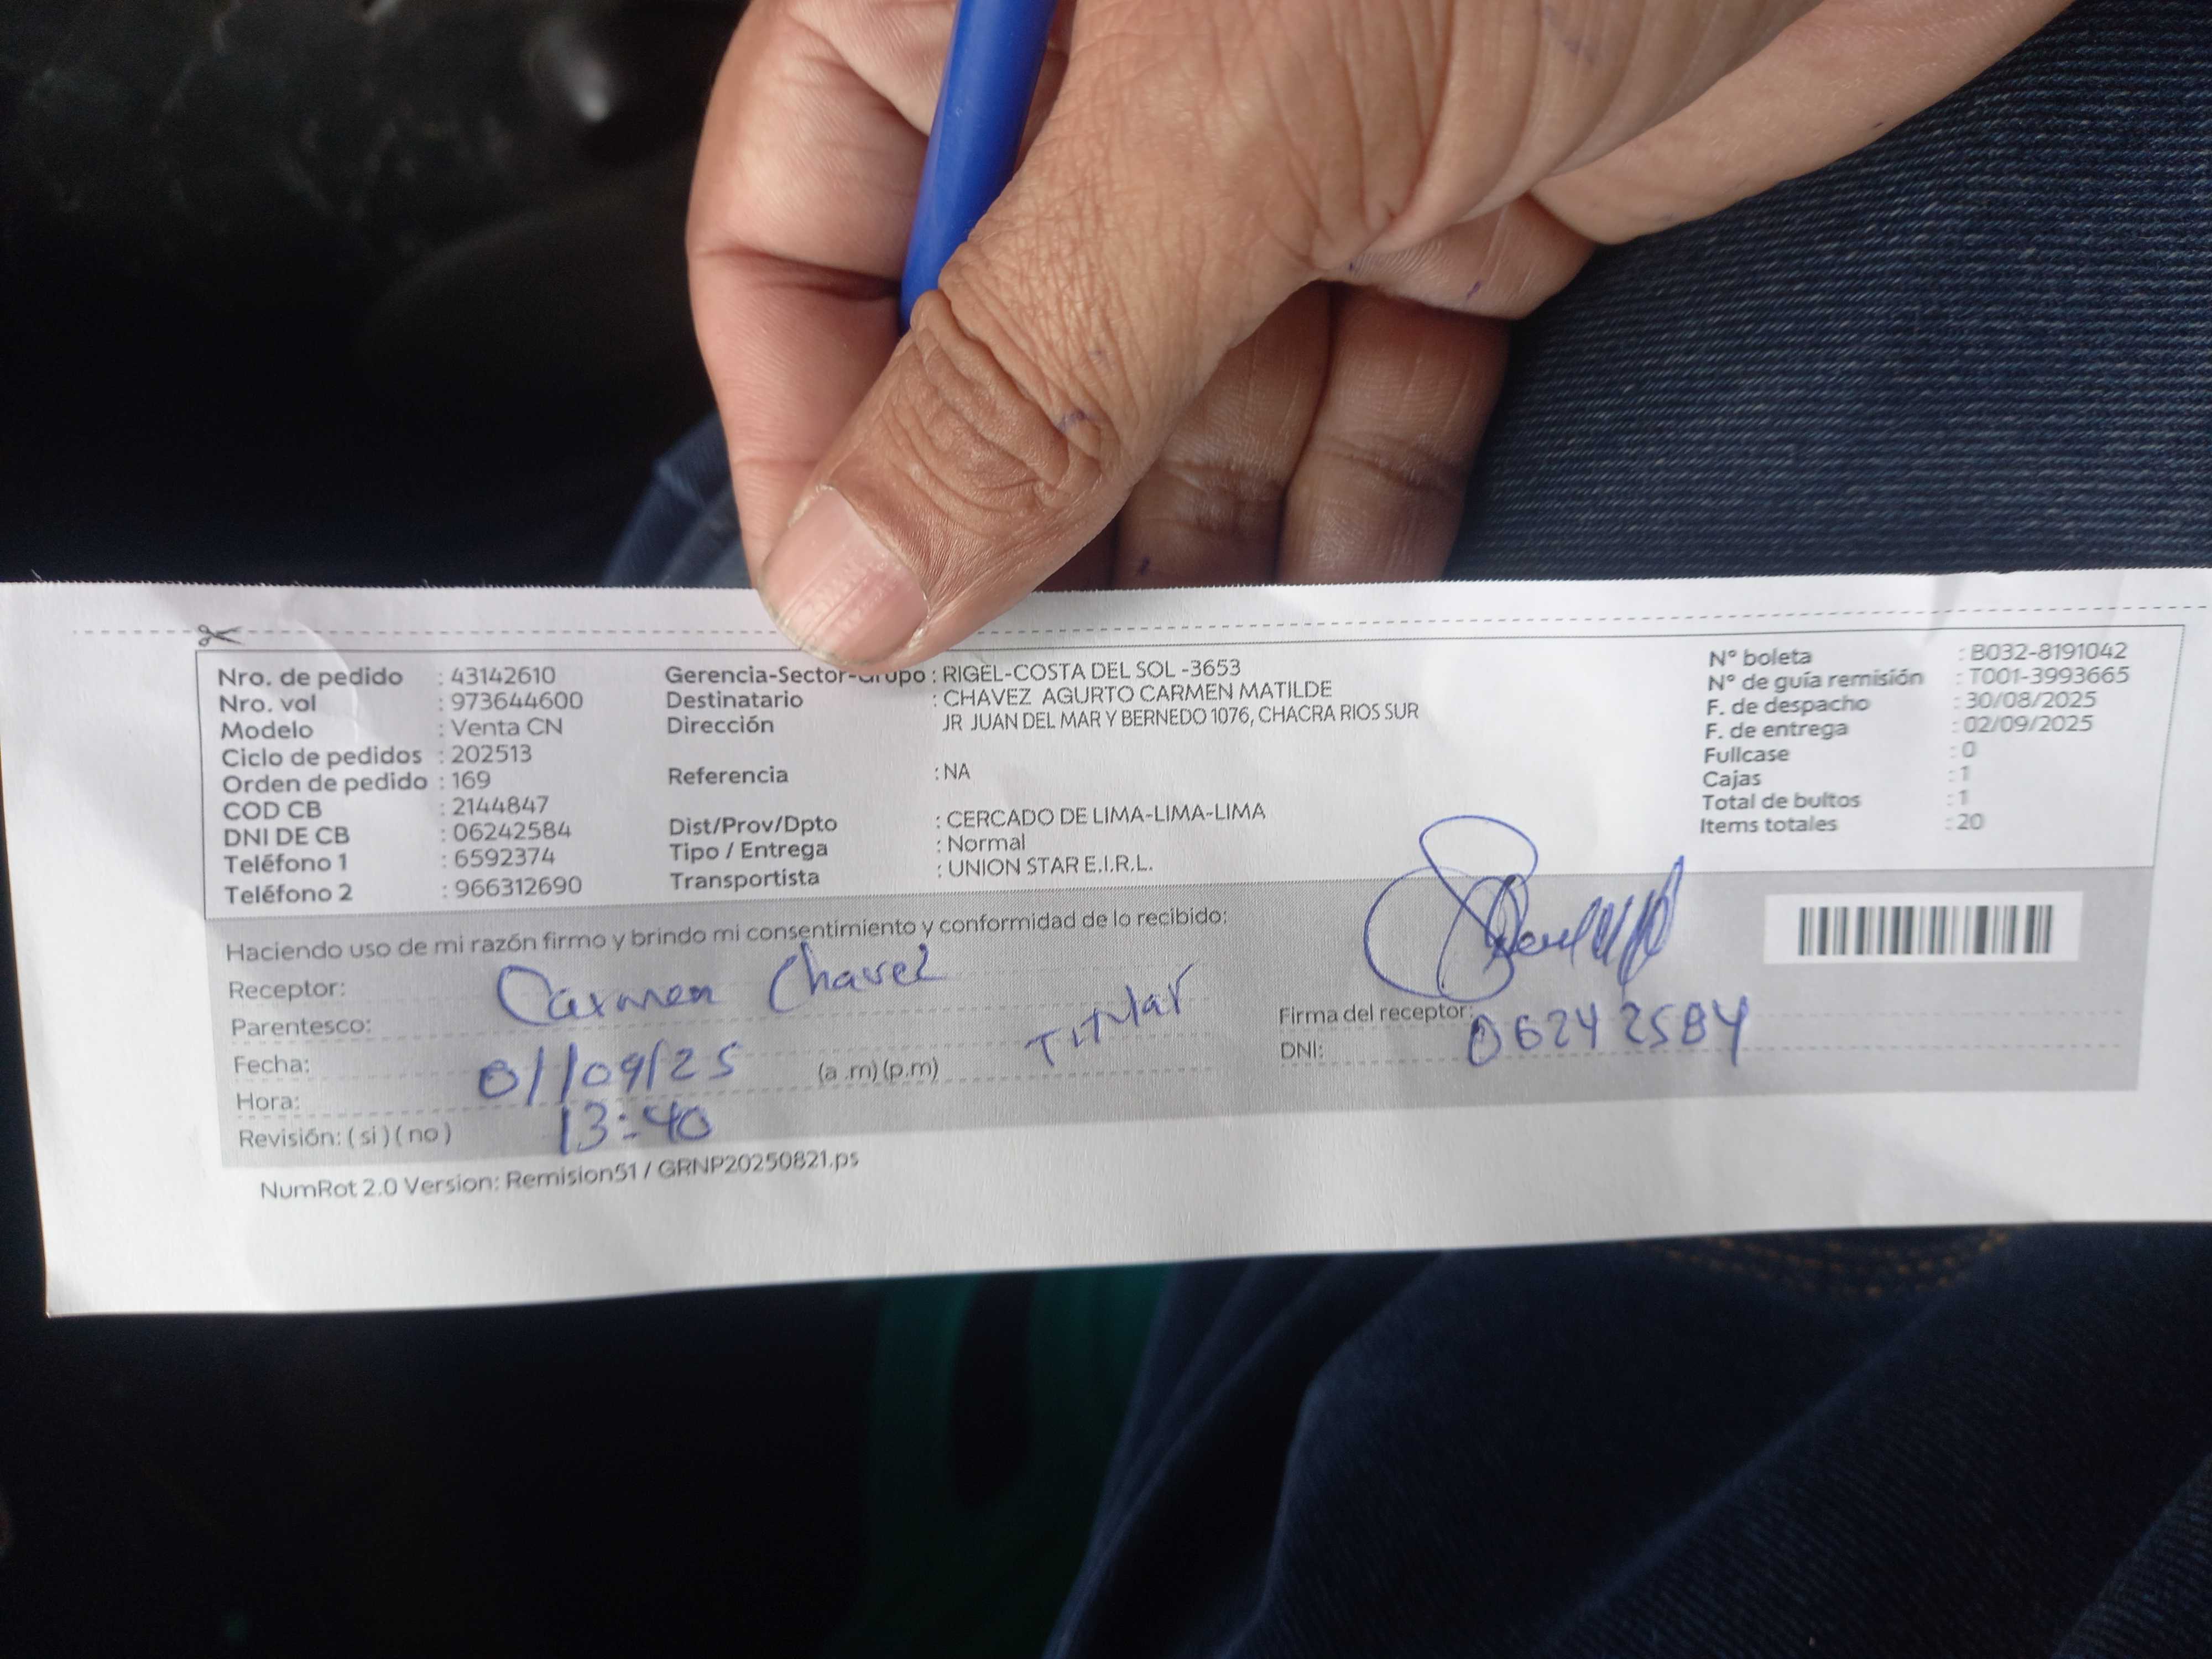 Nro. de pedido : 43142610
Nro. vol : 973644600
Modelo : Venta CN
Ciclo de pedidos : 202513
Orden de pedido : 169
COD CB : 2144847
DNI DE CB : 06242584
Teléfono 1 : 6592374
Teléfono 2 : 966312690
Gerencia-Sector-Grupo : RIGEL-COSTA DEL SOL -3653
Destinatario : CHAVEZ AGURTO CARMEN MATILDE
Dirección JR JUAN DEL MAR Y BERNEDO 1076, CHACRA RIOS SUR
Referencia : NA
Dist/Prov/Dpto : CERCADO DE LIMA-LIMA-LIMA
Tipo / Entrega : Normal
Transportista : UNION STAR E.I.R.L.
N° boleta : B032-8191042
N° de guía remisión : T001-3993665
F. de despacho : 30/08/2025
F. de entrega : 02/09/2025
Fullcase : 0
Cajas : 1
Total de bultos : 1
Items totales : 20
Haciendo uso de mi razón firmo y brindo mi consentimiento y conformidad de lo recibido:
Receptor: Carmen Chavez
Parentesco: Titular
Fecha: 01/09/25 (a .m) (p.m)
Hora: 13:40
Revisión: ( si ) ( no )
Firma del receptor:
DNI: 06242584
NumRot 2.0 Version: Remision51 / GRNP20250821.ps